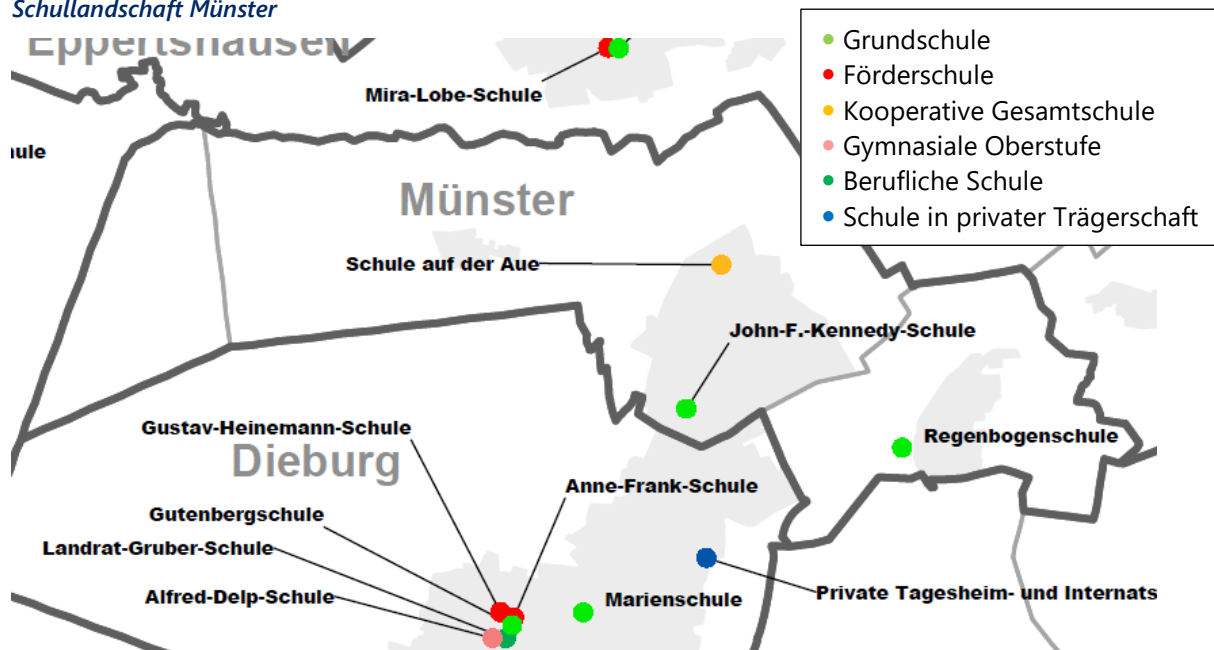 Schullandschaft Münster
Grundschule
Förderschule
Kooperative Gesamtschule
Gymnasiale Oberstufe
Berufliche Schule
Schule in privater Trägerschaft
Eppertshausen
Mira-Lobe-Schule
ule
Münster
Schule auf der Aue
John-F.-Kennedy-Schule
Gustav-Heinemann-Schule
Regenbogenschule
Dieburg
Anne-Frank-Schule
Gutenbergschule
Landrat-Gruber-Schule
Alfred-Delp-Schule
Marienschule
Private Tagesheim- und Internats